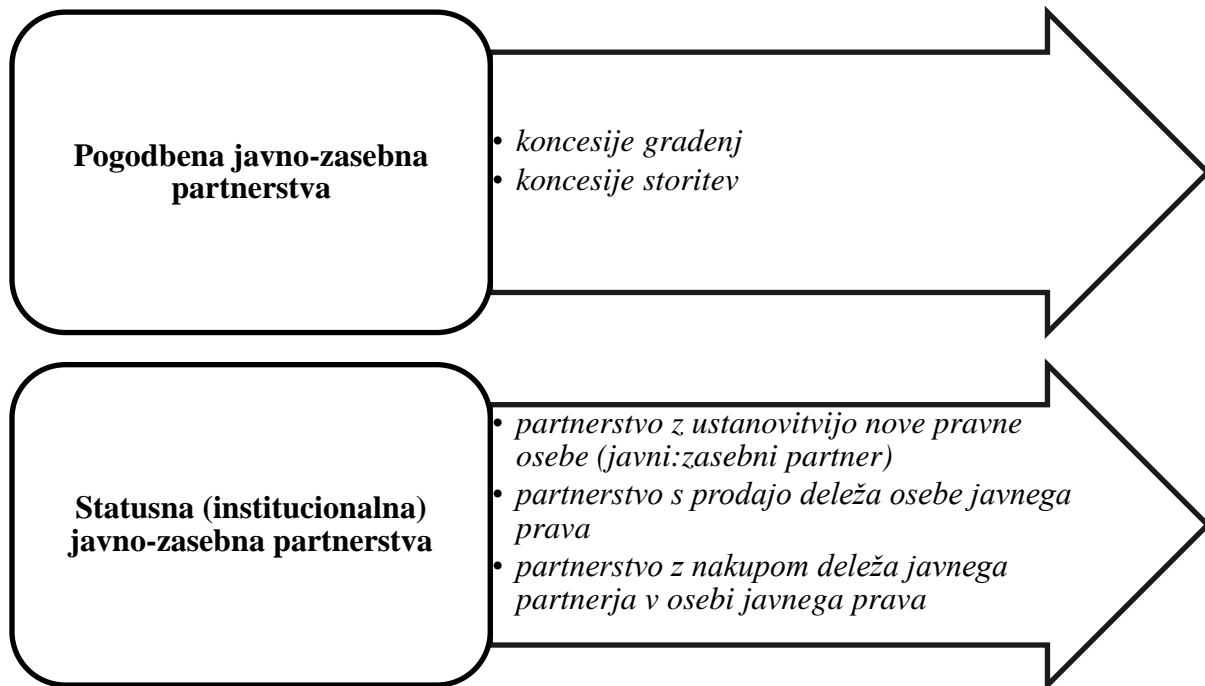 Pogodbena javno-zasebna
partnerstva
• koncesije gradenj
• koncesije storitev
Statusna (institucionalna)
javno-zasebna partnerstva
• partnerstvo z ustanovitvijo nove pravne
osebe (javni:zasebni partner)
• partnerstvo s prodajo deleža osebe javnega
prava
• partnerstvo z nakupom deleža javnega
partnerja v osebi javnega prava